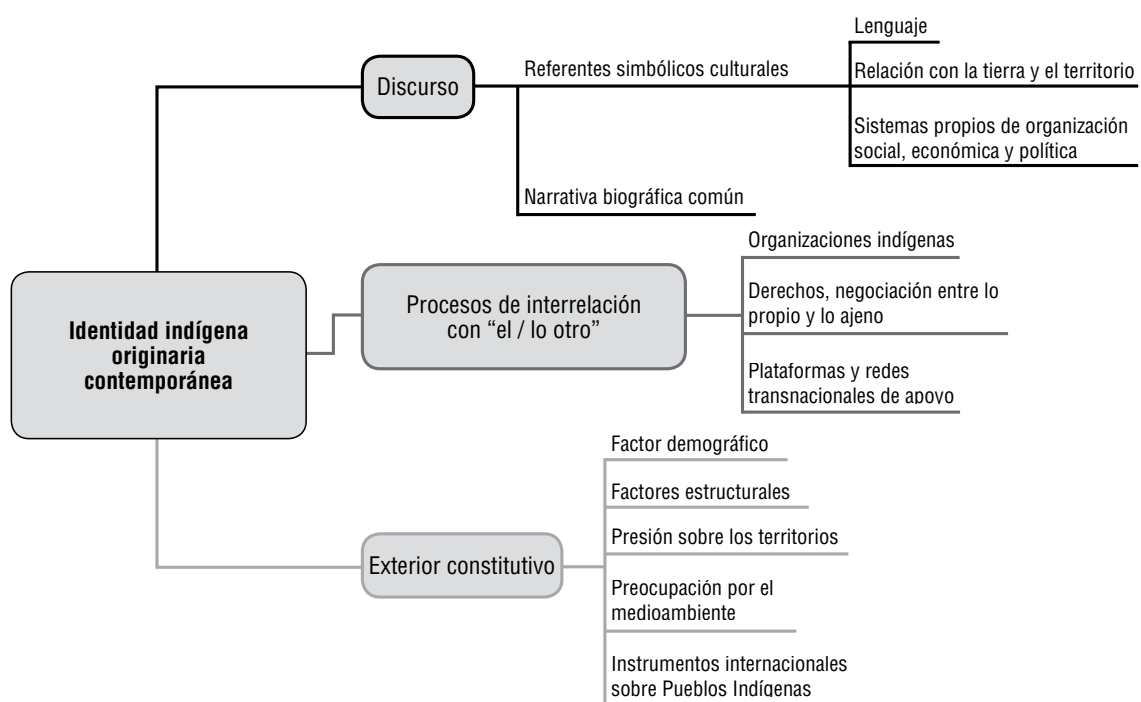 Identidad indígena
originaria
contemporánea
Discurso
Referentes simbólicos culturales
Lenguaje
Relación con la tierra y el territorio
Sistemas propios de organización
social, económica y política
Narrativa biográfica común
Procesos de interrelación
con “el / lo otro”
Organizaciones indígenas
Derechos, negociación entre lo
propio y lo ajeno
Plataformas y redes
transnacionales de apoyo
Exterior constitutivo
Factor demográfico
Factores estructurales
Presión sobre los territorios
Preocupación por el
medioambiente
Instrumentos internacionales
sobre Pueblos Indígenas